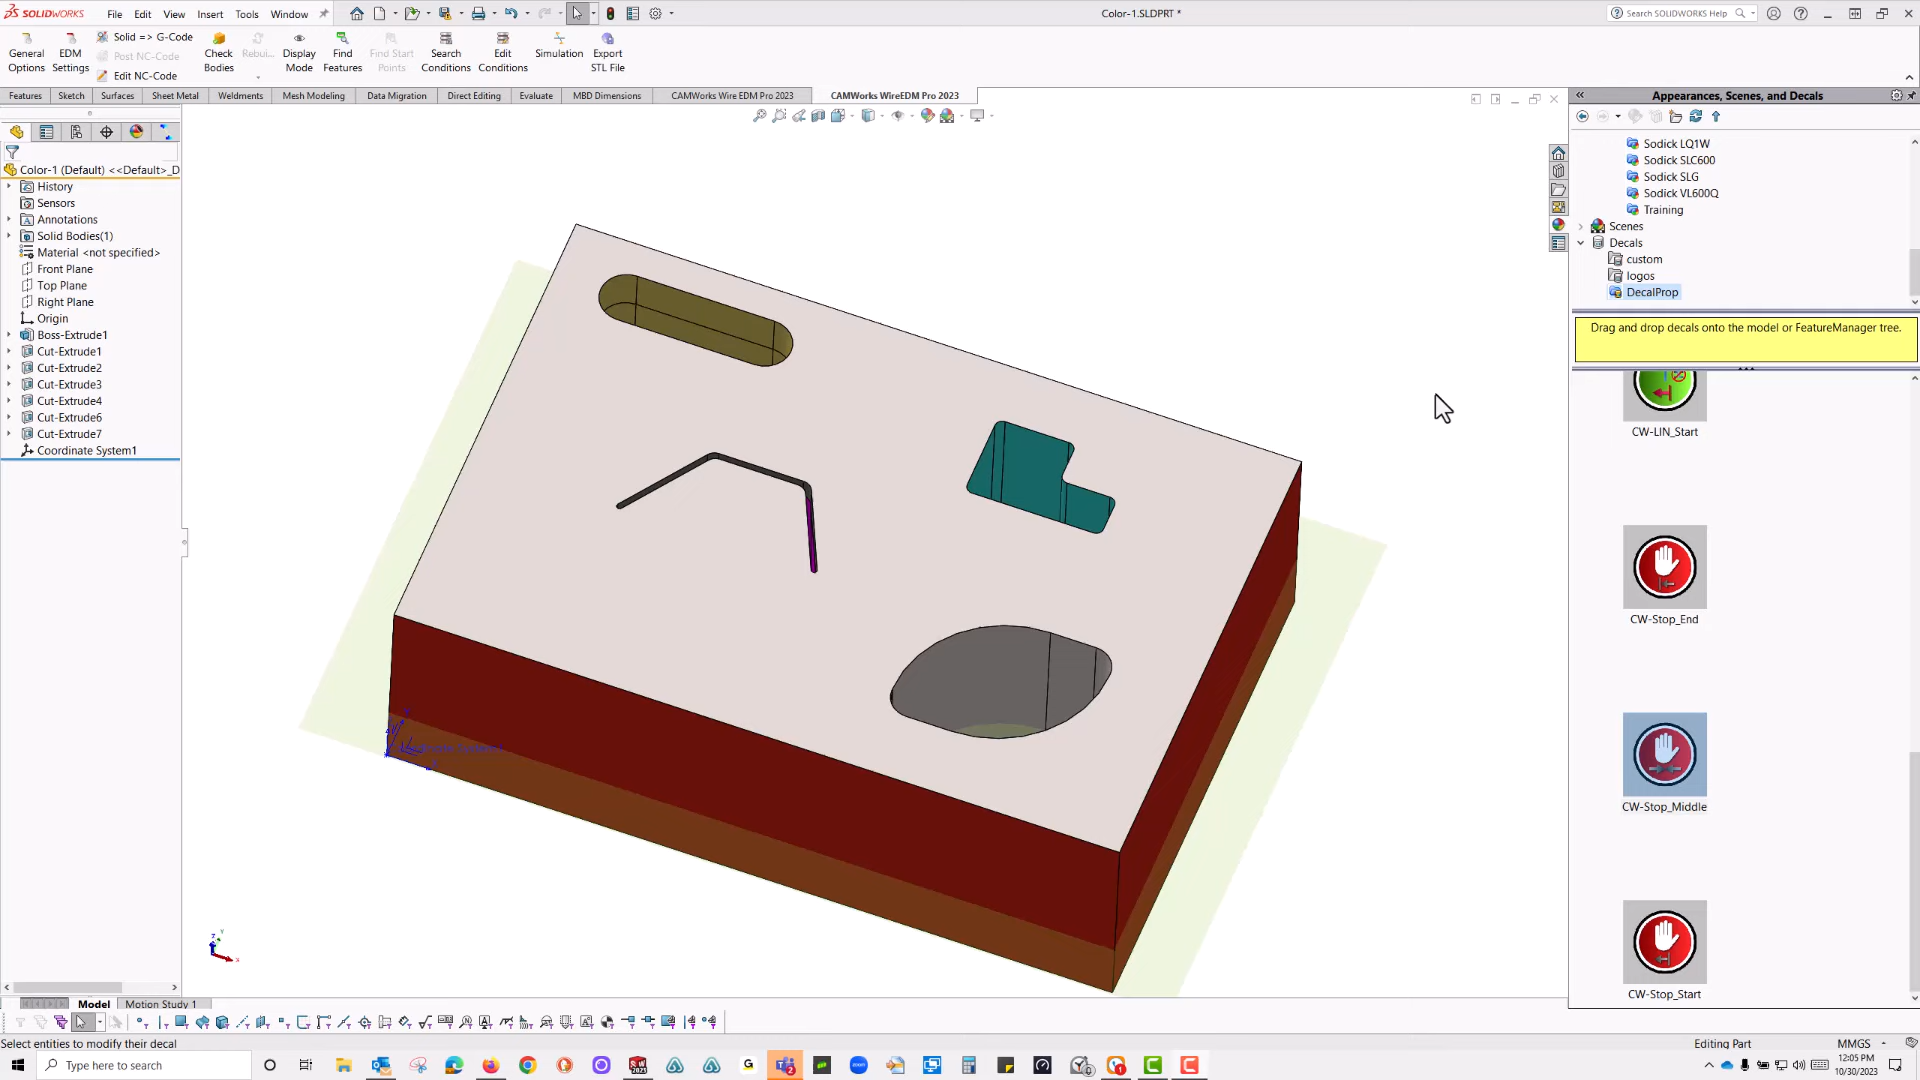 SOLIDWORKS
File
Edit
View
Insert
Tools
Window
Color-1.SLDPRT *
Search SOLIDWORKS Help
General
Options
EDM
Settings
Solid => G-Code
Post NC-Code
Edit NC-Code
Check
Bodies
Rebui...
Display
Mode
Find
Features
Find Start
Points
Search
Conditions
Edit
Conditions
Simulation
Export
STL File
Features
Sketch
Surfaces
Sheet Metal
Weldments
Mesh Modeling
Data Migration
Direct Editing
Evaluate
MBD Dimensions
CAMWorks Wire EDM Pro 2023
CAMWorks WireEDM Pro 2023
Color-1 (Default) <<Default>_D
History
Sensors
Annotations
Solid Bodies(1)
Material <not specified>
Front Plane
Top Plane
Right Plane
Origin
Boss-Extrude1
Cut-Extrude1
Cut-Extrude2
Cut-Extrude3
Cut-Extrude4
Cut-Extrude6
Cut-Extrude7
Coordinate System1
Appearances, Scenes, and Decals
Sodick LQ1W
Sodick SLC600
Sodick SLG
Sodick VL600Q
Training
Scenes
Decals
custom
logos
DecalProp
Drag and drop decals onto the model or FeatureManager tree.
CW-LIN_Start
CW-Stop_End
CW-Stop_Middle
CW-Stop_Start
Model
Motion Study 1
Select entities to modify their decal
Editing Part
MMGS
Type here to search
12:05 PM
10/30/2023